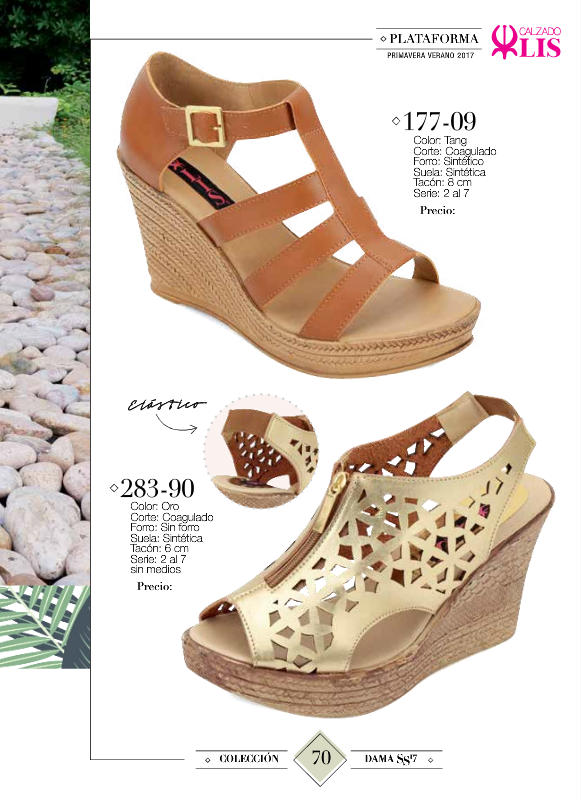 PLATAFORMA
PRIMAVERA VERANO 2017
CALZADO
LIS
177-09
Color: Tang
Corte: Coagulado
Forro: Sintético
Suela: Sintética
Tacón: 8 cm
Serie: 2 al 7
Precio:
Elástico
283-90
Color: Oro
Corte: Coagulado
Forro: Sin forro
Suela: Sintética
Tacón: 6 cm
Serie: 2 al 7
sin medios
Precio:
COLECCIÓN
70
DAMA SS'7